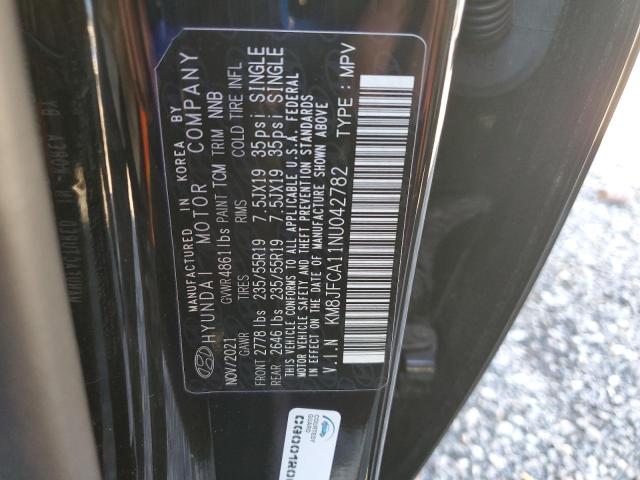 MANUFACTURED IN KOREA BY
HYUNDAI MOTOR COMPANY
NOV/2021 GVWR4861lbs PAINT TCM TRIM NNB
GAWR TIRES RIMS COLD TIRE INFL
FRONT 2778 lbs 235/55R19 7.5JX19 35psi SINGLE
REAR 2646 lbs 235/55R19 7.5JX19 35psi SINGLE
THIS VEHICLE CONFORMS TO ALL APPLICABLE U.S.A. FEDERAL
MOTOR VEHICLE SAFETY AND THEFT PREVENTION STANDARDS
IN EFFECT ON THE DATE OF MANUFACTURE SHOWN ABOVE
V.I.N KM8JFCA11NU042782 TYPE : MPV
COURTESY
GUARD